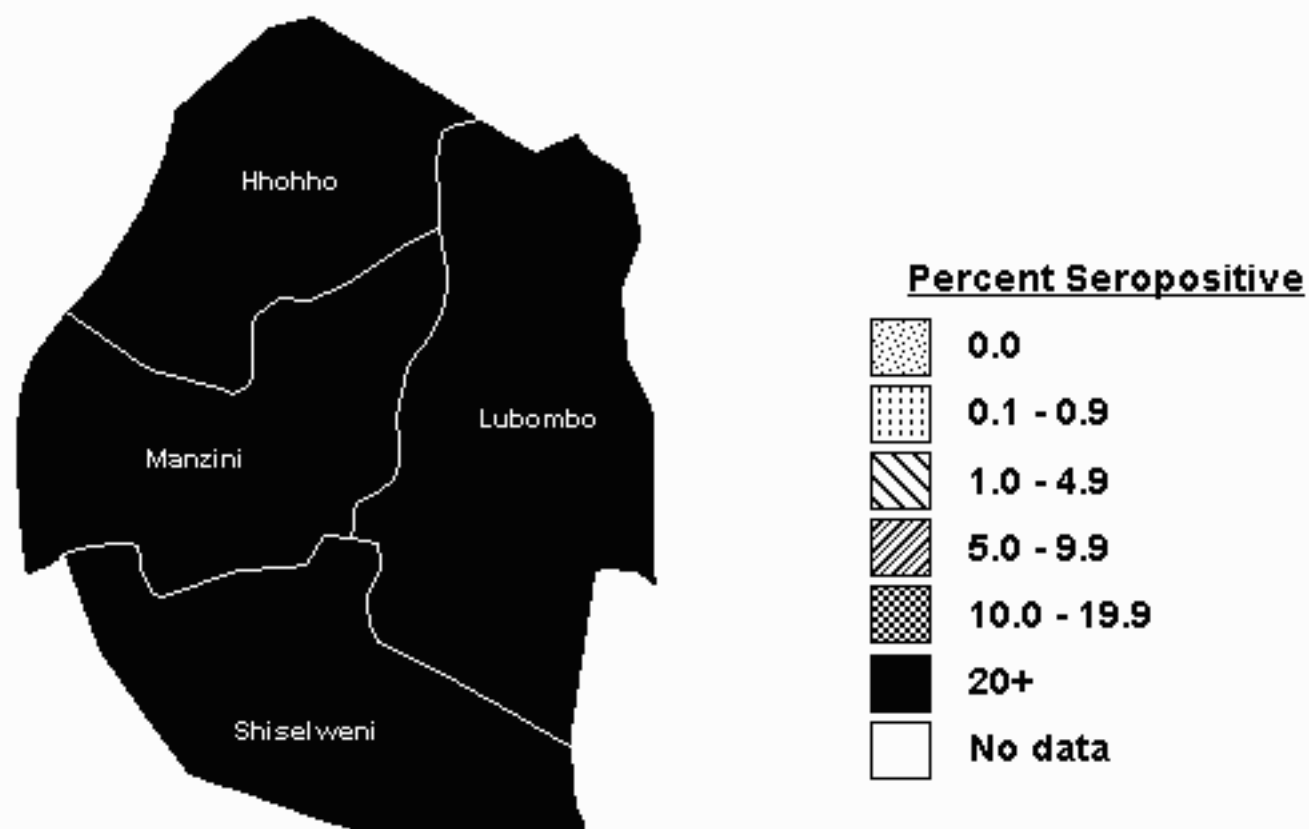 Hhohho
Lubombo
Manzini
Shiselweni
Percent Seropositive
0.0
0.1 - 0.9
1.0 - 4.9
5.0 - 9.9
10.0 - 19.9
20+
No data